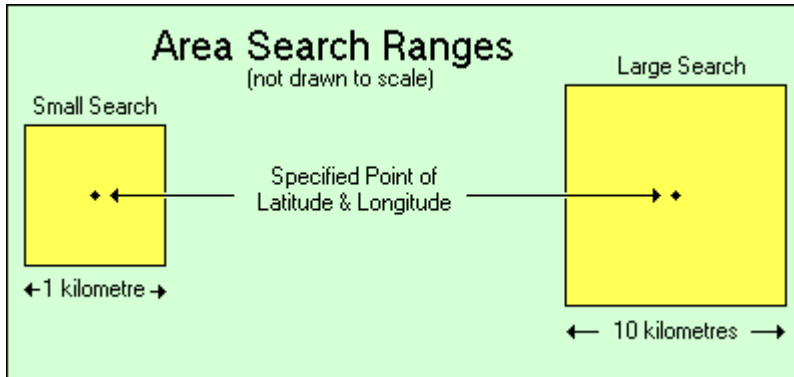 Area Search Ranges
(not drawn to scale)
Large Search
Small Search
Specified Point of
Latitude & Longitude
1 kilometre
10 kilometres